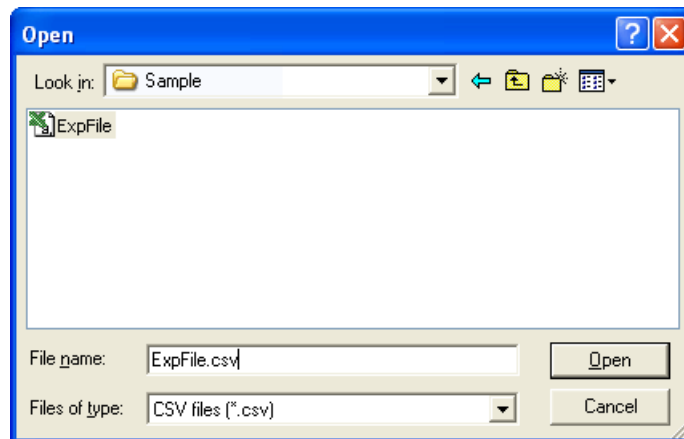 Open
Look in: Sample
ExpFile
File name: ExpFile.csv Open
Files of type: CSV files (*.csv) Cancel